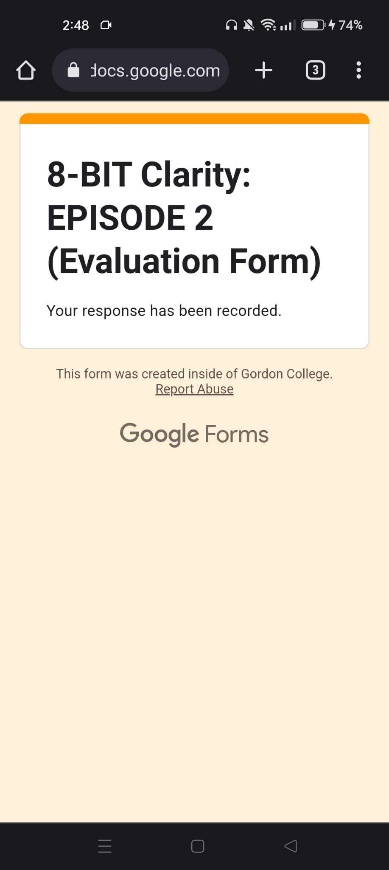 2:48
74%
docs.google.com
3
8-BIT Clarity:
EPISODE 2
(Evaluation Form)
Your response has been recorded.
This form was created inside of Gordon College.
Report Abuse
Google Forms